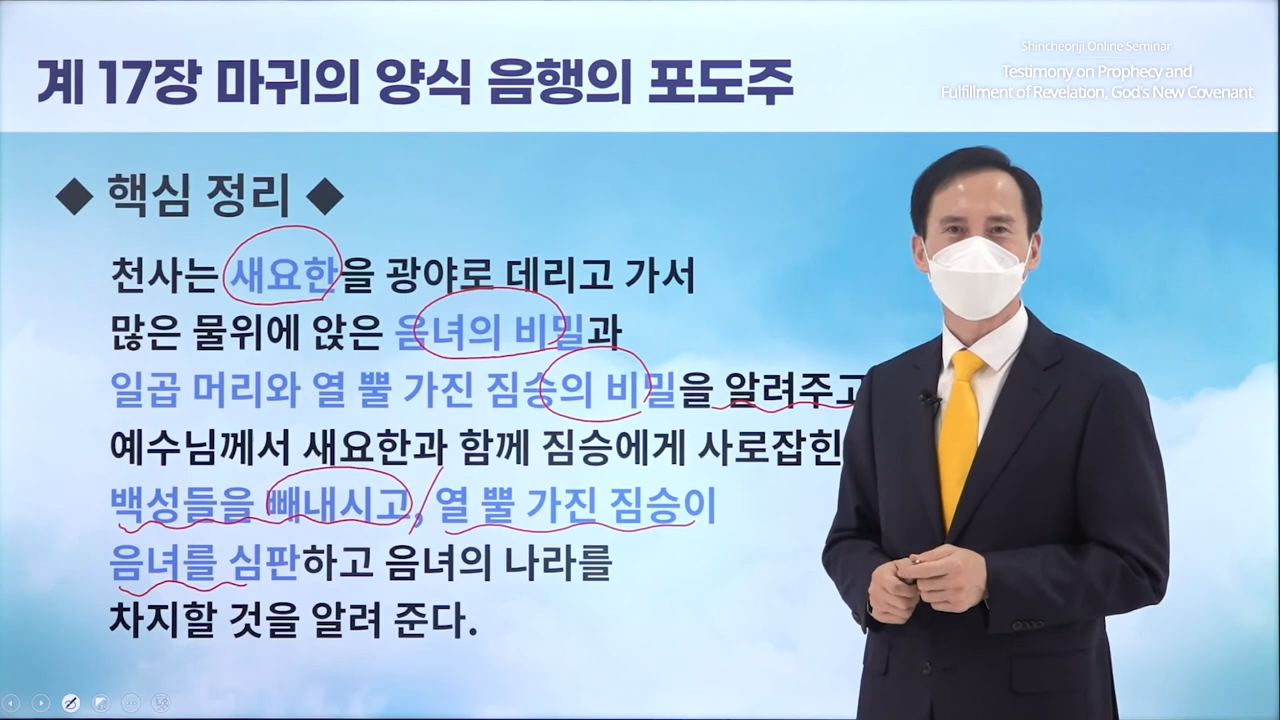 계 17장 마귀의 양식 음행의 포도주
Shincheonji Online Seminar
Testimony on Prophecy and
Fulfillment of Revelation, God's New Covenant
◆ 핵심 정리 ◆
천사는 새요한을 광야로 데리고 가서
많은 물위에 앉은 음녀의 비밀과
일곱 머리와 열 뿔 가진 짐승의 비밀을 알려주고
예수님께서 새요한과 함께 짐승에게 사로잡힌
백성들을 빼내시고, 열 뿔 가진 짐승이
음녀를 심판하고 음녀의 나라를
차지할 것을 알려 준다.